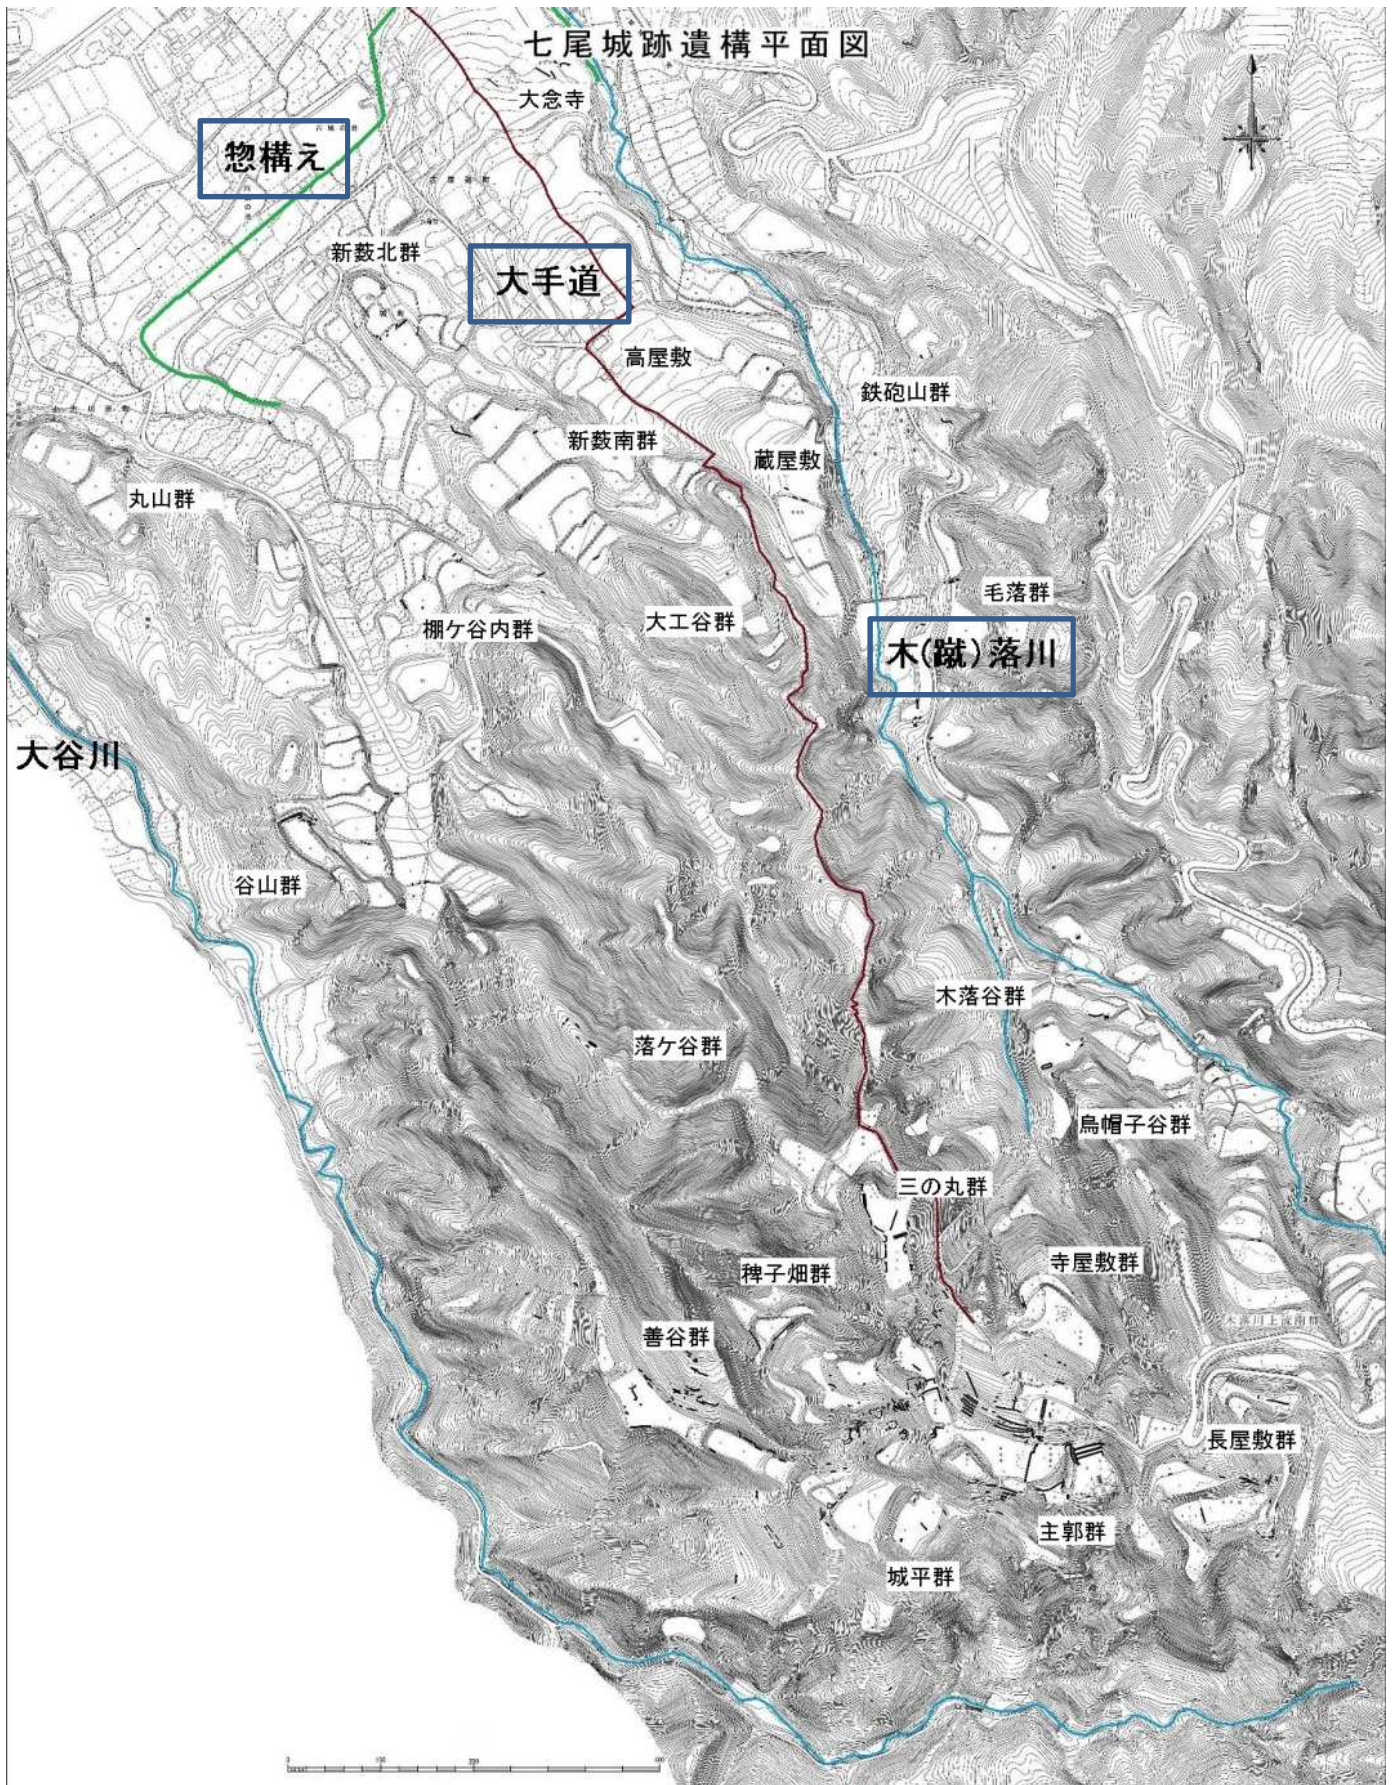 七尾城跡遺構平面図
大念寺
惣構え
新薮北群
大手道
高屋敷
鉄砲山群
新薮南群
蔵屋敷
丸山群
毛落群
大工谷群
棚ケ谷内群
木(蹴)落川
大谷川
谷山群
木落谷群
落ケ谷群
烏帽子谷群
三の丸群
寺屋敷群
稗子畑群
善谷群
長屋敷群
主郭群
城平群